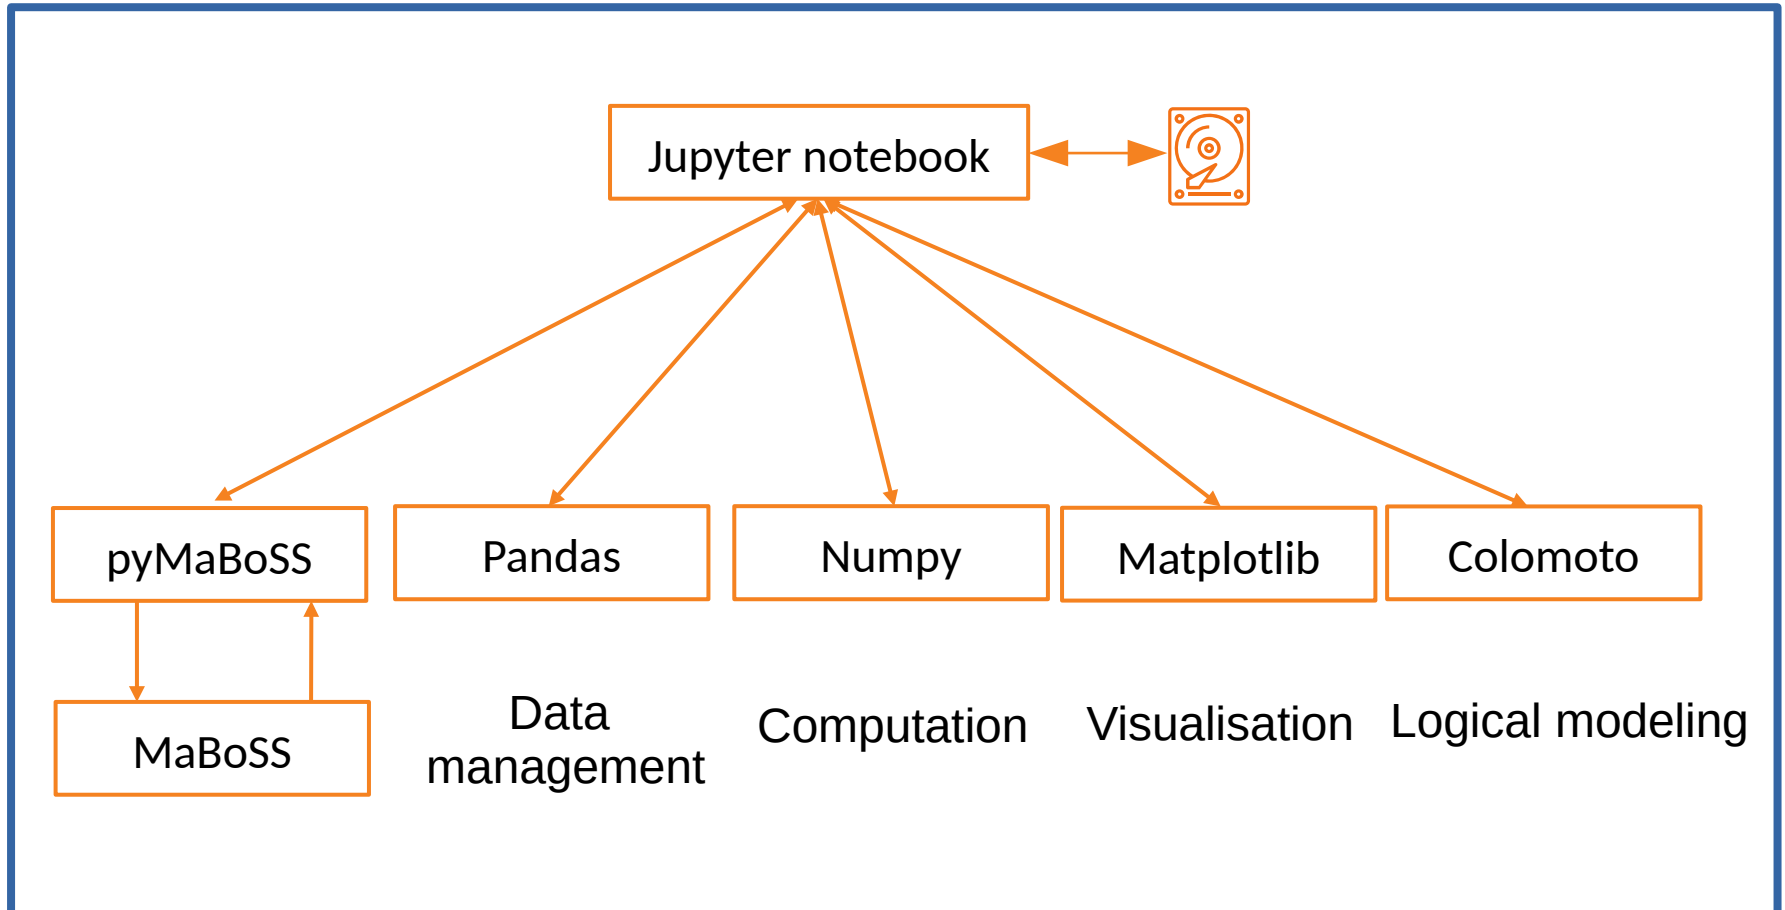 Jupyter notebook
pyMaBoSS
Pandas
Numpy
Matplotlib
Colomoto
MaBoSS
Data
management
Computation
Visualisation
Logical modeling